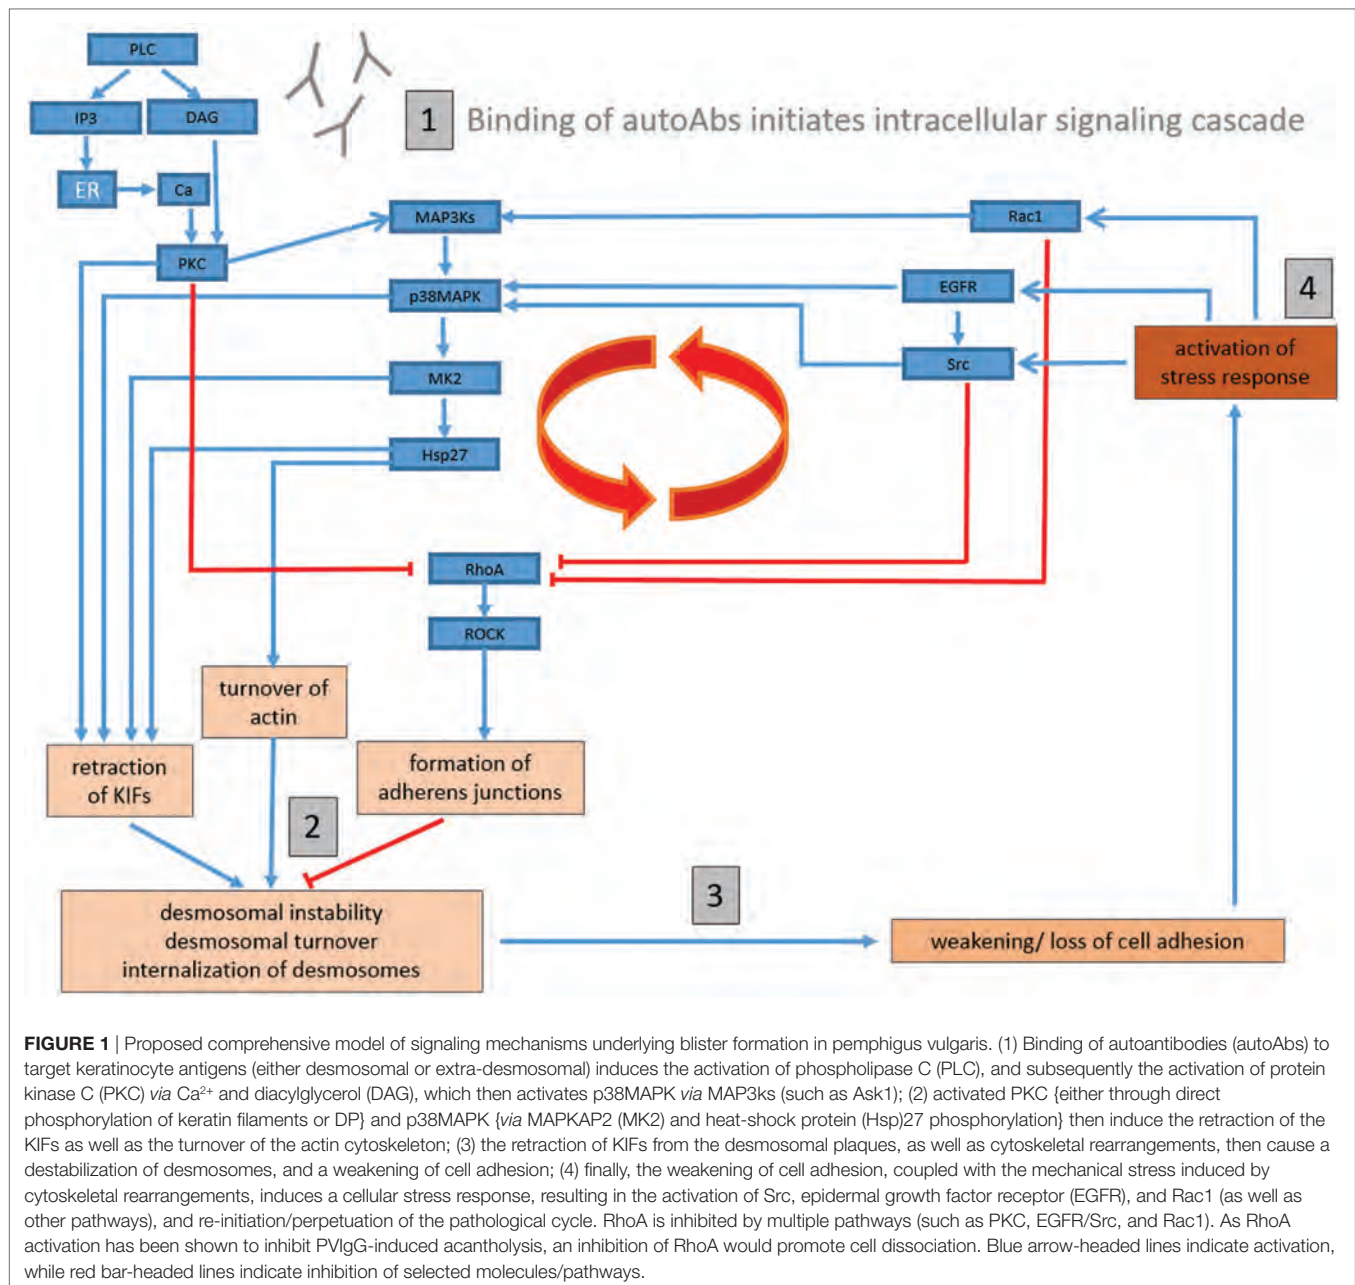 PLC
IP3
DAG
1 Binding of autoAbs initiates intracellular signaling cascade
ER
Ca
MAP3Ks
Rac1
PKC
p38MAPK
EGFR
4
activation of
stress response
MK2
Src
Hsp27
RhoA
ROCK
turnover of
actin
retraction
of KIFs
formation of
adherens junctions
2
desmosomal instability
desmosomal turnover
internalization of desmosomes
3
weakening/ loss of cell adhesion
FIGURE 1 | Proposed comprehensive model of signaling mechanisms underlying blister formation in pemphigus vulgaris. (1) Binding of autoantibodies (autoAbs) to
target keratinocyte antigens (either desmosomal or extra-desmosomal) induces the activation of phospholipase C (PLC), and subsequently the activation of protein
kinase C (PKC) via Ca²⁺ and diacylglycerol (DAG), which then activates p38MAPK via MAP3ks (such as Ask1); (2) activated PKC {either through direct
phosphorylation of keratin filaments or DP} and p38MAPK {via MAPKAP2 (MK2) and heat-shock protein (Hsp)27 phosphorylation} then induce the retraction of the
KIFs as well as the turnover of the actin cytoskeleton; (3) the retraction of KIFs from the desmosomal plaques, as well as cytoskeletal rearrangements, then cause a
destabilization of desmosomes, and a weakening of cell adhesion; (4) finally, the weakening of cell adhesion, coupled with the mechanical stress induced by
cytoskeletal rearrangements, induces a cellular stress response, resulting in the activation of Src, epidermal growth factor receptor (EGFR), and Rac1 (as well as
other pathways), and re-initiation/perpetuation of the pathological cycle. RhoA is inhibited by multiple pathways (such as PKC, EGFR/Src, and Rac1). As RhoA
activation has been shown to inhibit PVIgG-induced acantholysis, an inhibition of RhoA would promote cell dissociation. Blue arrow-headed lines indicate activation,
while red bar-headed lines indicate inhibition of selected molecules/pathways.